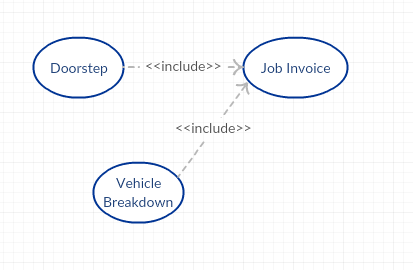 Doorstep
<<include>>
Job Invoice
<<include>>
Vehicle
Breakdown